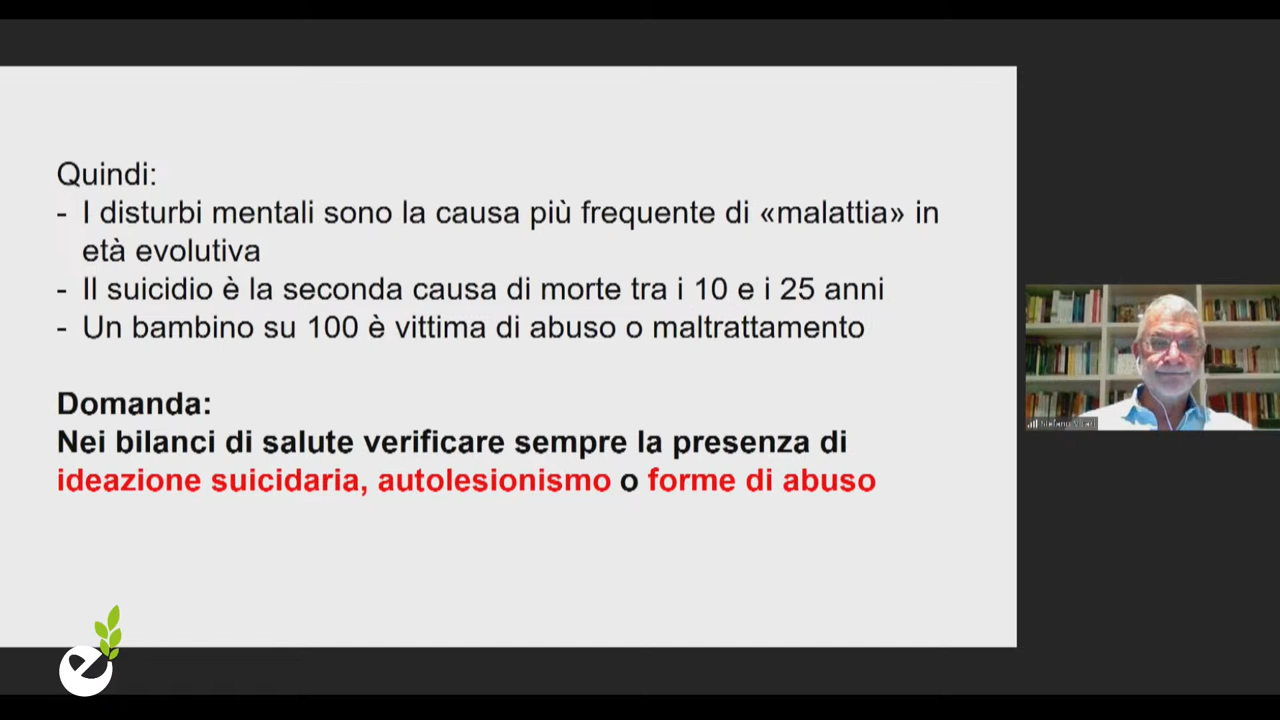 Quindi:
- I disturbi mentali sono la causa più frequente di «malattia» in
età evolutiva
- Il suicidio è la seconda causa di morte tra i 10 e i 25 anni
- Un bambino su 100 è vittima di abuso o maltrattamento
Domanda:
Nei bilanci di salute verificare sempre la presenza di
ideazione suicidaria, autolesionismo o forme di abuso
Stefano
e